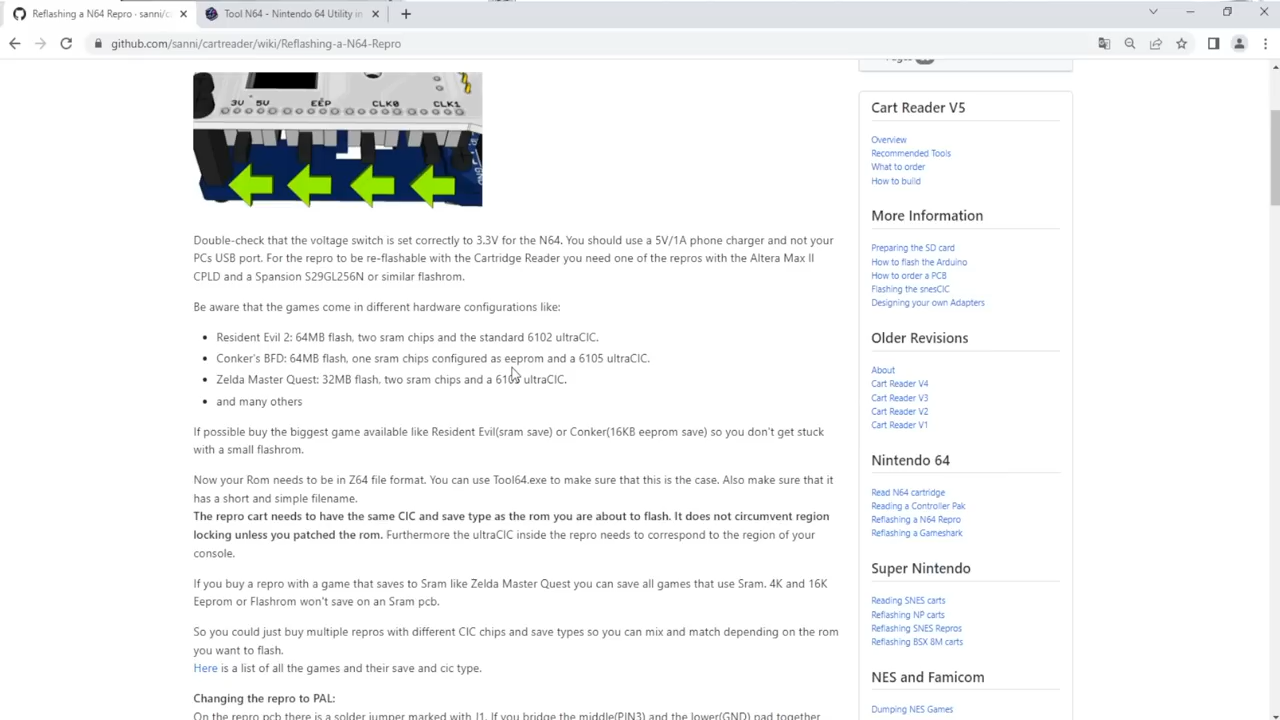 Reflashing a N64 Repro · sanni/c
Tool N64 - Nintendo 64 Utility in
github.com/sanni/cartreader/wiki/Reflashing-a-N64-Repro
3V 5V EEP CLK0 CLK1
Double-check that the voltage switch is set correctly to 3.3V for the N64. You should use a 5V/1A phone charger and not your
PCs USB port. For the repro to be re-flashable with the Cartridge Reader you need one of the repros with the Altera Max II
CPLD and a Spansion S29GL256N or similar flashrom.
Be aware that the games come in different hardware configurations like:
Resident Evil 2: 64MB flash, two sram chips and the standard 6102 ultraCIC.
Conker's BFD: 64MB flash, one sram chips configured as eeprom and a 6105 ultraCIC.
Zelda Master Quest: 32MB flash, two sram chips and a ultraCIC.
and many others
If possible buy the biggest game available like Resident Evil(sram save) or Conker(16KB eeprom save) so you don't get stuck
with a small flashrom.
Now your Rom needs to be in Z64 file format. You can use Tool64.exe to make sure that this is the case. Also make sure that it
has a short and simple filename.
The repro cart needs to have the same CIC and save type as the rom you are about to flash. It does not circumvent region
locking unless you patched the rom. Furthermore the ultraCIC inside the repro needs to correspond to the region of your
console.
If you buy a repro with a game that saves to Sram like Zelda Master Quest you can save all games that use Sram. 4K and 16K
Eeprom or Flashrom won't save on an Sram pcb.
So you could just buy multiple repros with different CIC chips and save types so you can mix and match depending on the rom
you want to flash.
Here is a list of all the games and their save and cic type.
Changing the repro to PAL:
On the repro pcb there is a solder jumper marked with J1. If you bridge the middle(PIN3) and the lower(GND) pad together
Pages
Cart Reader V5
Overview
Recommended Tools
What to order
How to build
More Information
Preparing the SD card
How to flash the Arduino
How to order a PCB
Flashing the snesCIC
Designing your own Adapters
Older Revisions
About
Cart Reader V4
Cart Reader V3
Cart Reader V2
Cart Reader V1
Nintendo 64
Read N64 cartridge
Reading a Controller Pak
Reflashing a N64 Repro
Reflashing a Gameshark
Super Nintendo
Reading SNES carts
Reflashing NP carts
Reflashing SNES Repros
Reflashing BSX 8M carts
NES and Famicom
Dumping NES Games